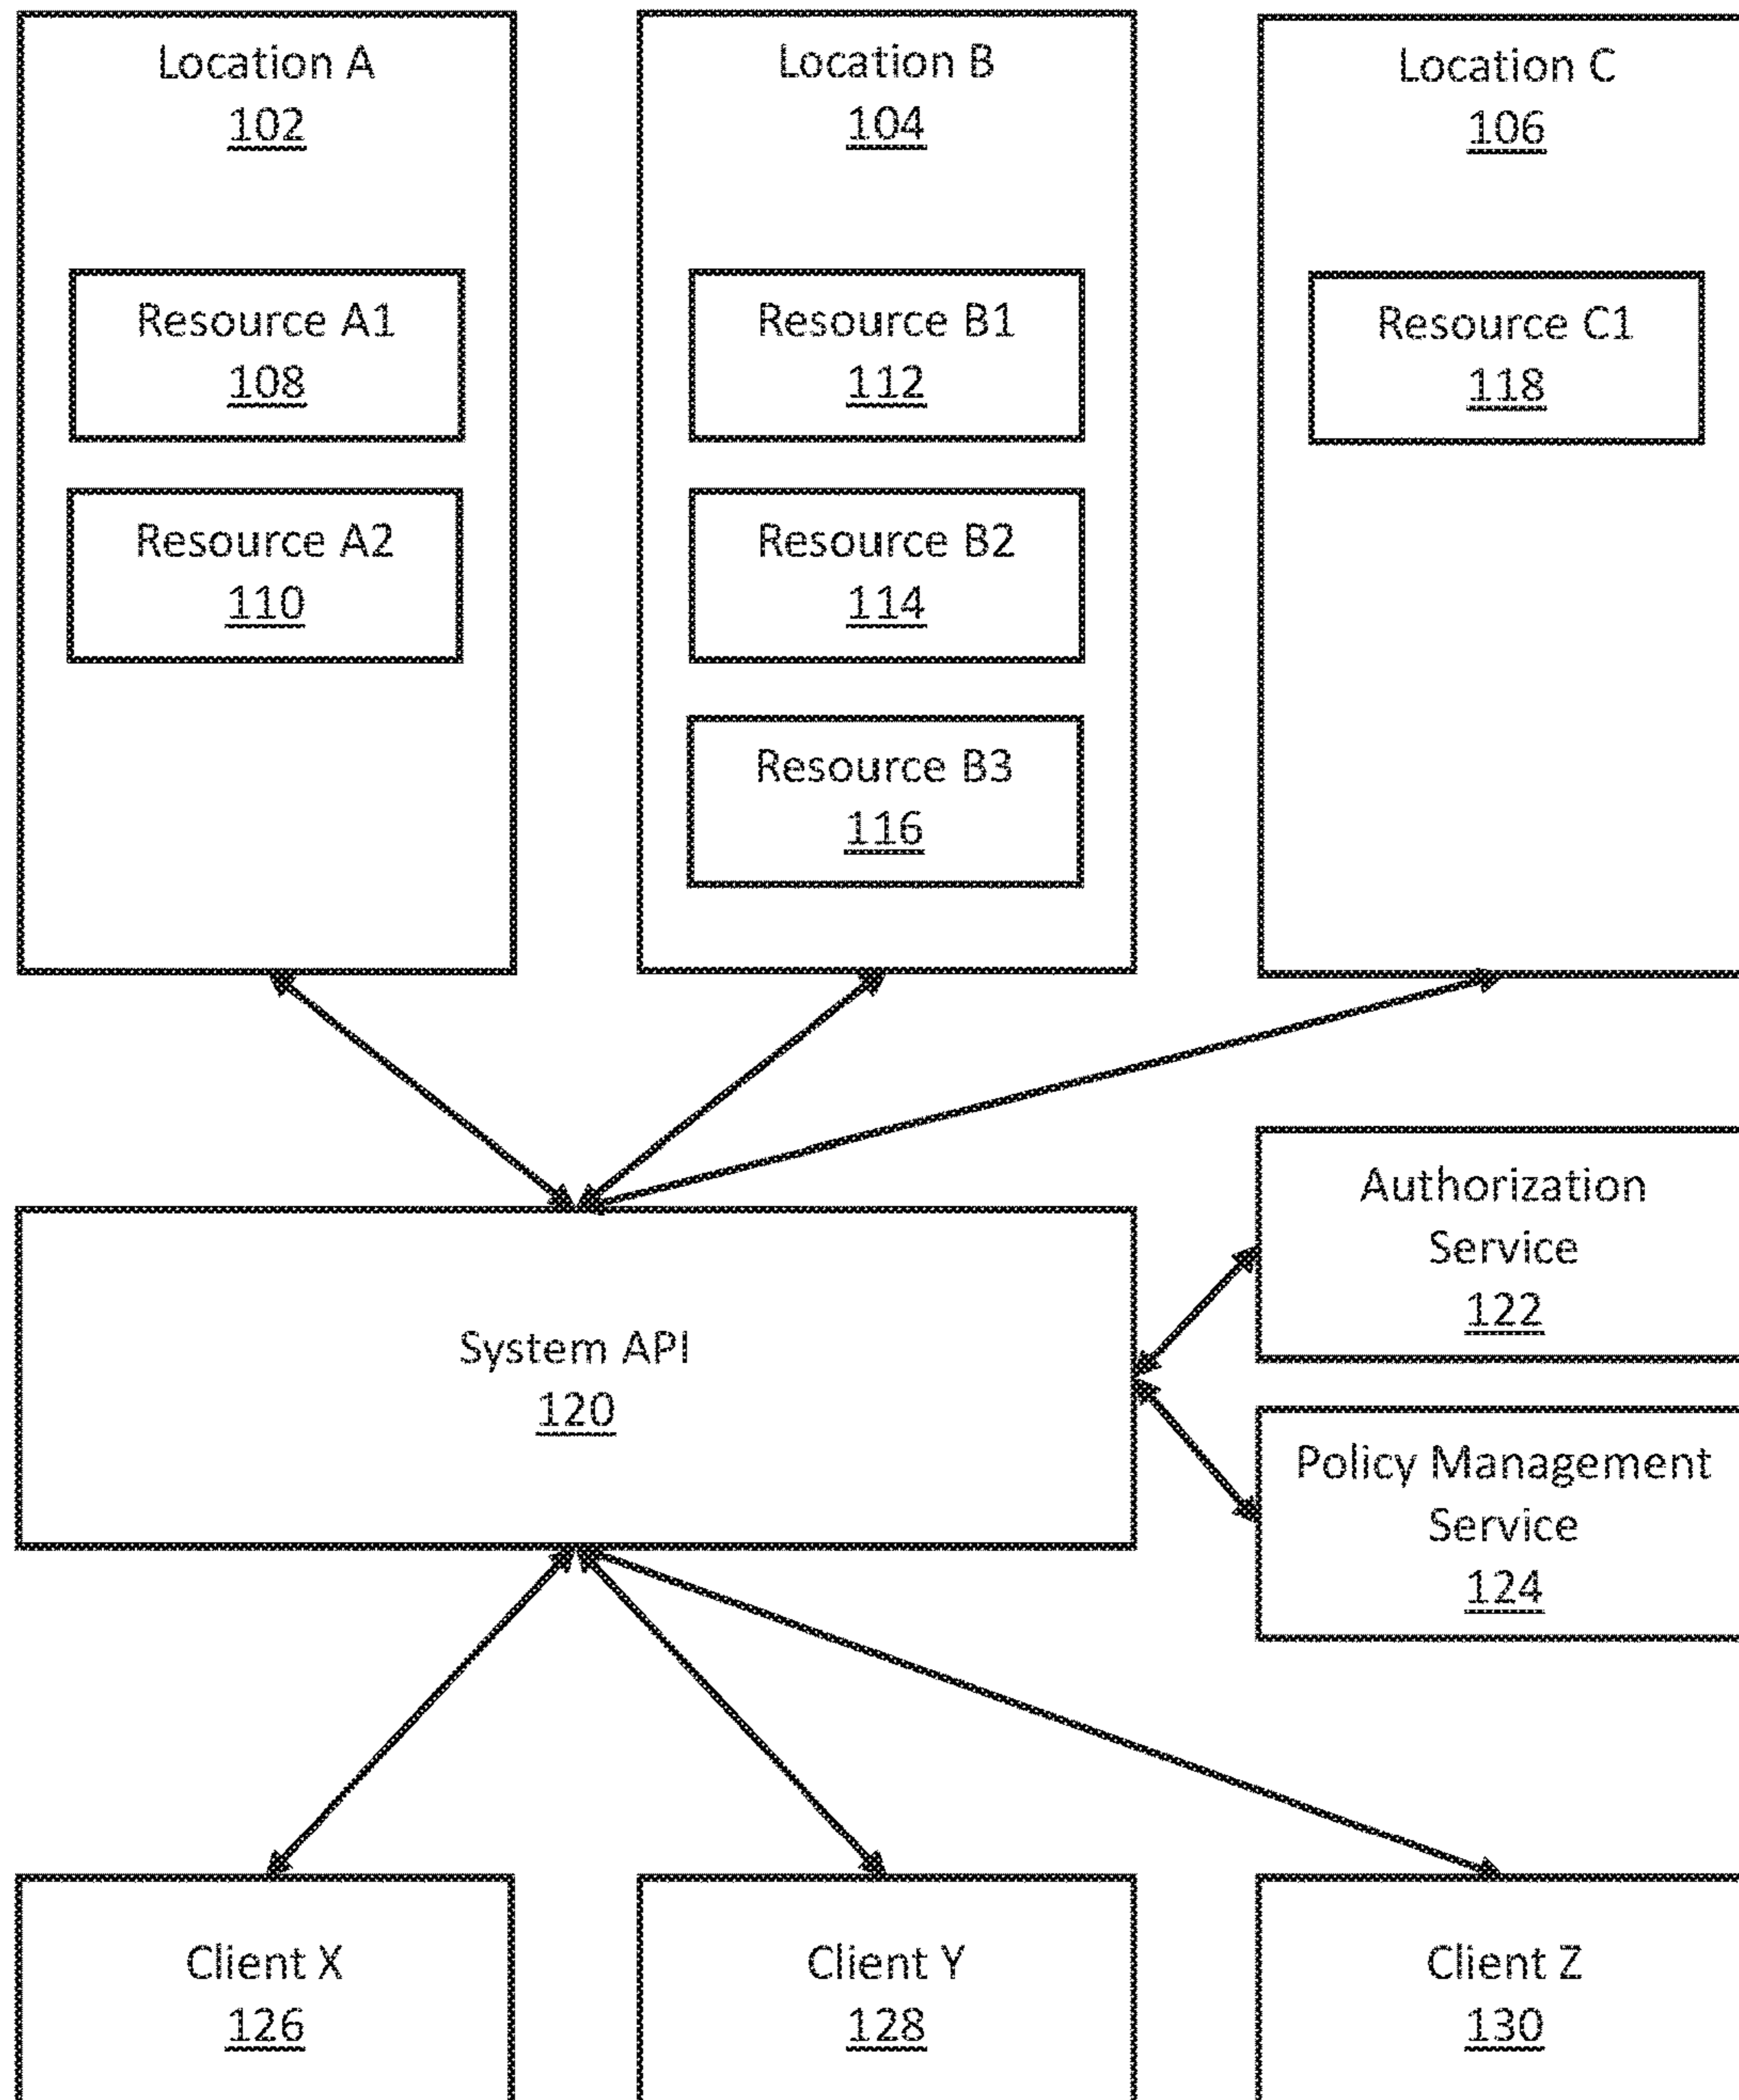 Location A
102
Resource A1
108
Resource A2
110
Location B
104
Resource B1
112
Resource B2
114
Resource B3
116
Location C
106
Resource C1
118
System API
120
Authorization
Service
122
Policy Management
Service
124
Client X
126
Client Y
128
Client Z
130